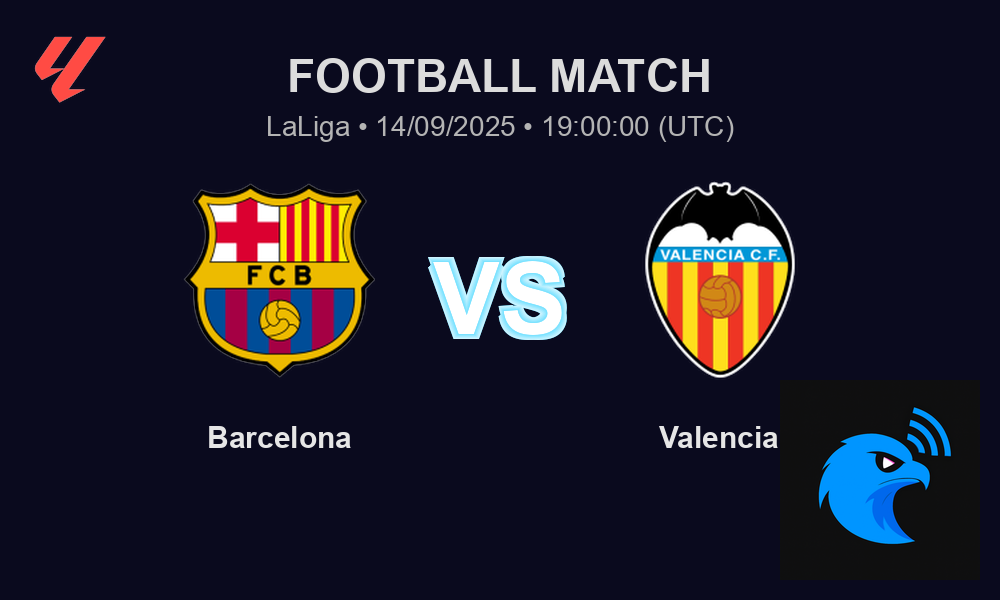 FOOTBALL MATCH
LaLiga • 14/09/2025 • 19:00:00 (UTC)
FCB
VS
VALENCIA C.F.
Barcelona
Valencia